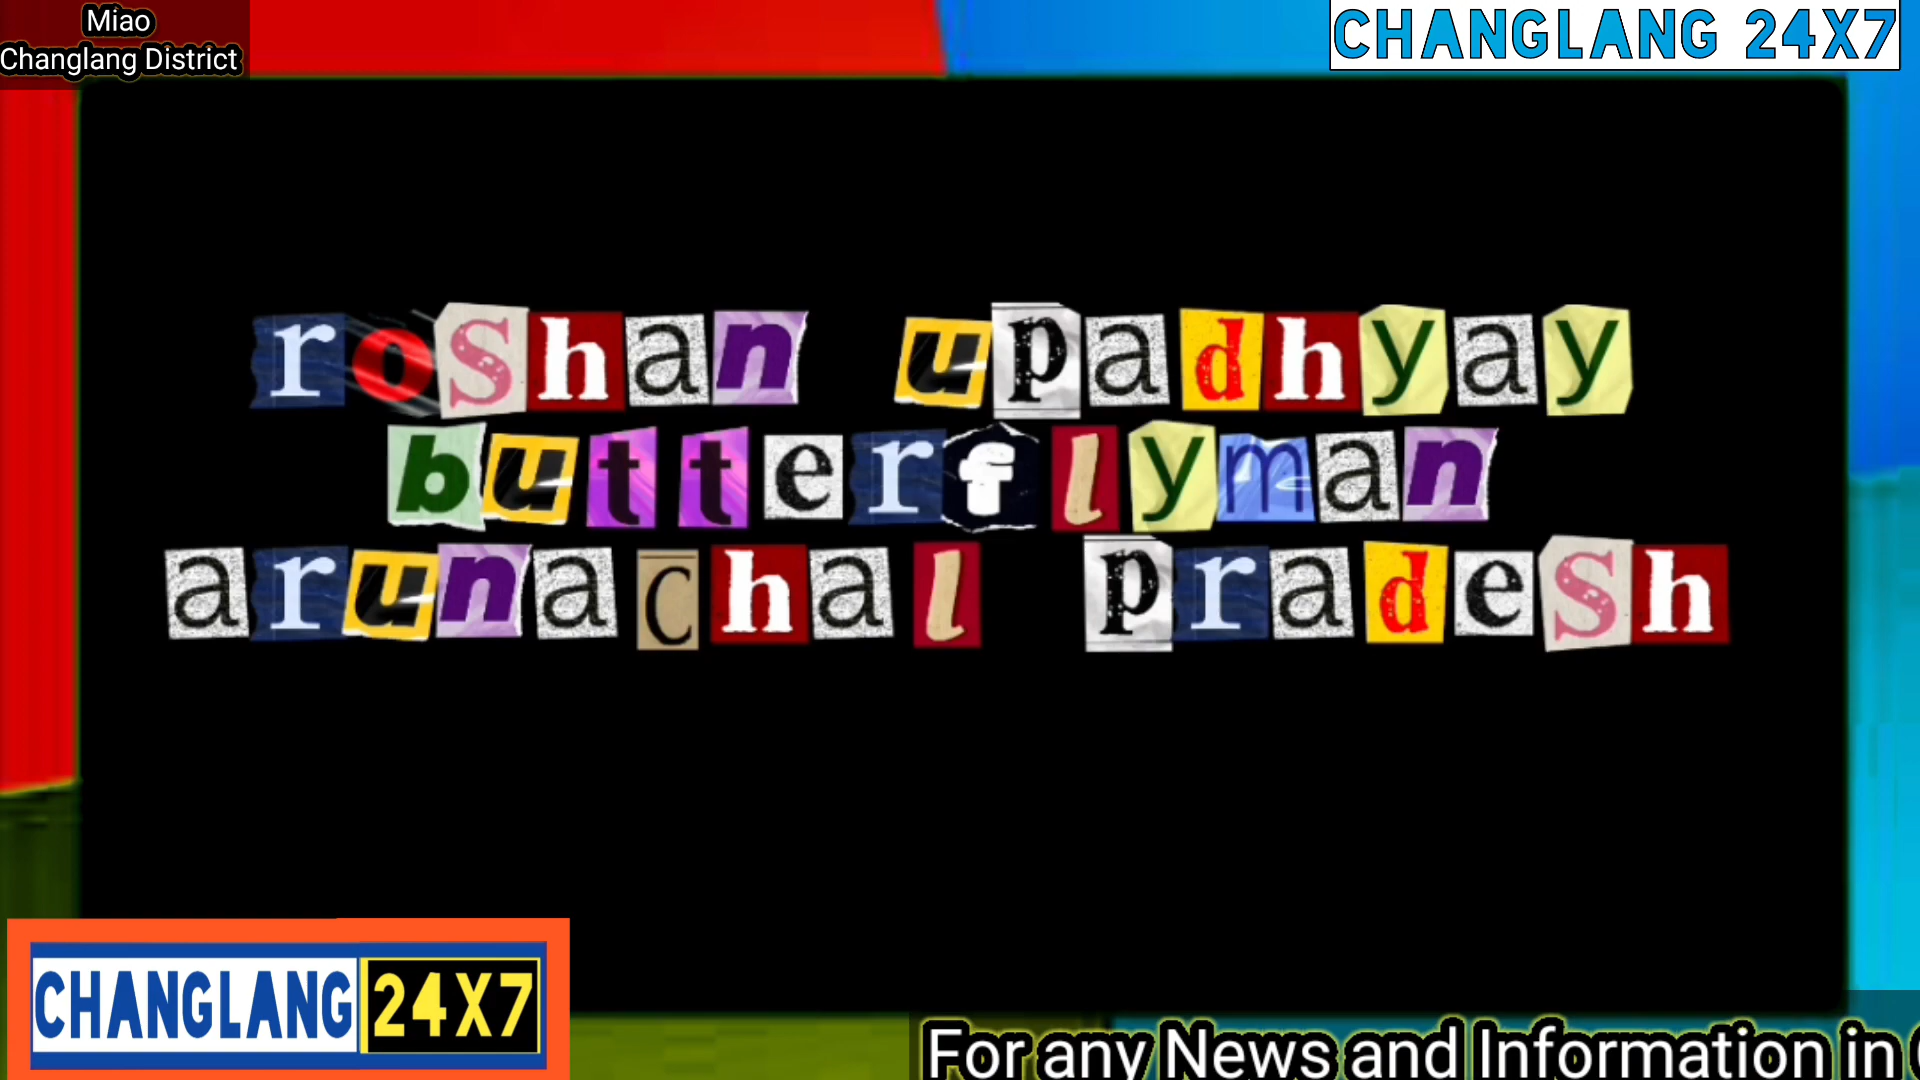 Miao
Changlang District
CHANGLANG 24X7
roshan upadhyay
butterflyman
arunachal pradesh
CHANGLANG 24X7
For any News and Information in